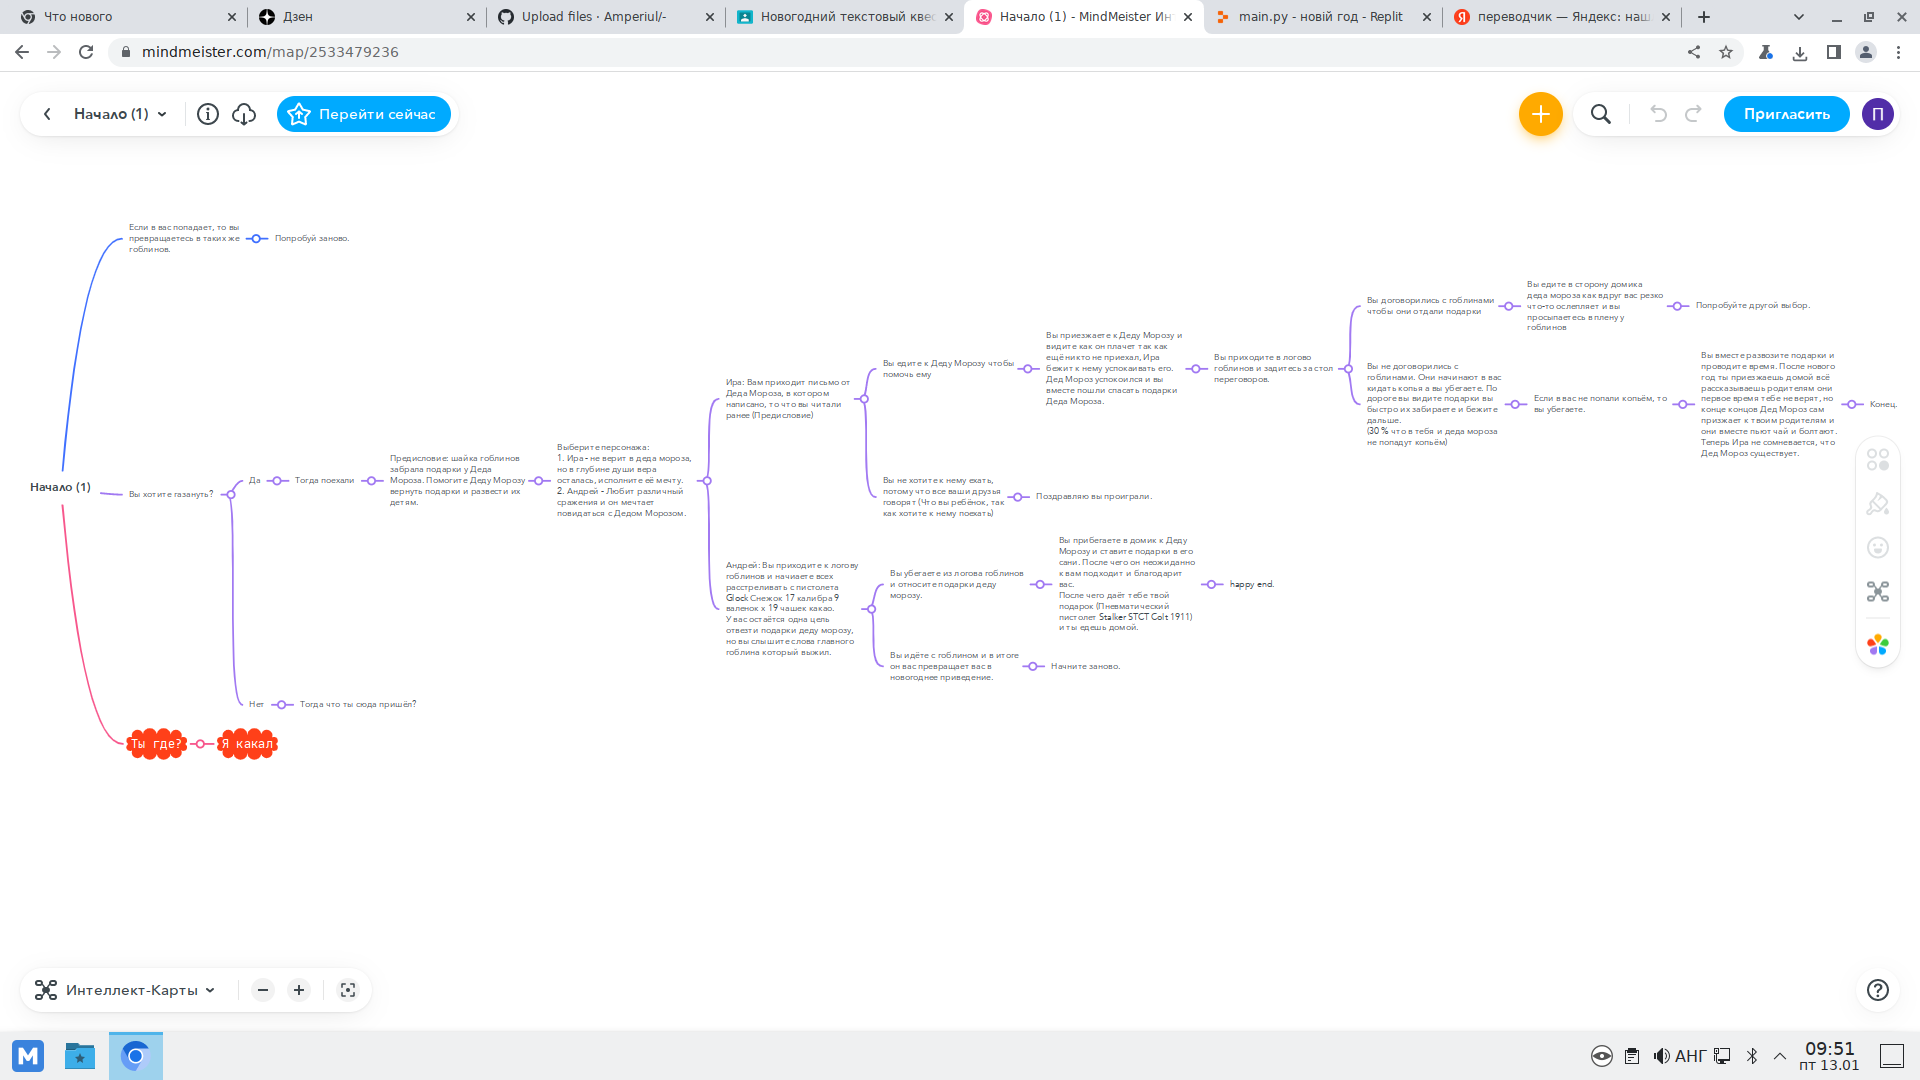 Что нового
Дзен
Upload files · Amperiul/-
Новогодний текстовый квес
Начало (1) - MindMeister Ин
main.py - новій год - Replit
переводчик — Яндекс: наш
mindmeister.com/map/2533479236
Начало (1)
Перейти сейчас
Пригласить
П
Если в вас попадает, то вы
превращаетесь в таких же
гоблинов.
Попробуй заново.
Начало (1)
Вы хотите газануть?
Да
Тогда поехали
Предисловие: шайка гоблинов
забрала подарки у Деда
Мороза. Помогите Деду Морозу
вернуть подарки и развести их
детям.
Выберите персонажа:
1. Ира - не верит в деда мороза,
но в глубине души вера
осталась, исполните её мечту.
2. Андрей - Любит различный
сражения и он мечтает
повидаться с Дедом Морозом.
Ира: Вам приходит письмо от
Деда Мороза, в котором
написано, то что вы читали
ранее (Предисловие)
Вы едите к Деду Морозу чтобы
помочь ему
Вы приезжаете к Деду Морозу и
видите как он плачет так как
ещё никто не приехал, Ира
бежит к нему успокаивать его.
Дед Мороз успокоился и вы
вместе пошли спасать подарки
Деда Мороза.
Вы приходите в логово
гоблинов и задитесь за стол
переговоров.
Вы договорились с гоблинами
чтобы они отдали подарки
Вы едите в сторону домика
деда мороза как вдруг вас резко
что-то ослепляет и вы
просыпаетесь в плену у
гоблинов
Попробуйте другой выбор.
Вы не договорились с
гоблинами. Они начинают в вас
кидать копья а вы убегаете. По
дороге вы видите подарки вы
быстро их забираете и бежите
дальше.
(30 % что в тебя и деда мороза
не попадут копьём)
Если в вас не попали копьём, то
вы убегаете.
Вы вместе развозите подарки и
проводите время. После нового
год ты приезжаешь домой всё
рассказываешь родителям они
первое время тебе не верят, но
конце концов Дед Мороз сам
призжает к твоим родителям и
они вместе пьют чай и болтают.
Теперь Ира не сомневается, что
Дед Мороз существует.
Конец.
Вы не хотите к нему ехать,
потому что все ваши друзья
говорят (Что вы ребёнок, так
как хотите к нему поехать)
Поздравляю вы проиграли.
Андрей: Вы приходите к логову
гоблинов и начиаете всех
расстреливать с пистолета
Glock Снежок 17 калибра 9
валенок х 19 чашек какао.
У вас остаётся одна цель
отвезти подарки деду морозу,
но вы слышите слова главного
гоблина который выжил.
Вы убегаете из логова гоблинов
и относите подарки деду
морозу.
Вы прибегаете в домик к Деду
Морозу и ставите подарки в его
сани. После чего он неожиданно
к вам подходит и благодарит
вас.
После чего даёт тебе твой
подарок (Пневматический
пистолет Stalker STCT Colt 1911)
и ты едешь домой.
happy end.
Вы идёте с гоблином и в итоге
он вас превращает вас в
новогоднее приведение.
Начните заново.
Нет
Тогда что ты сюда пришёл?
Ты где?
Я какал
Интеллект-Карты
АНГ
09:51
пт 13.01